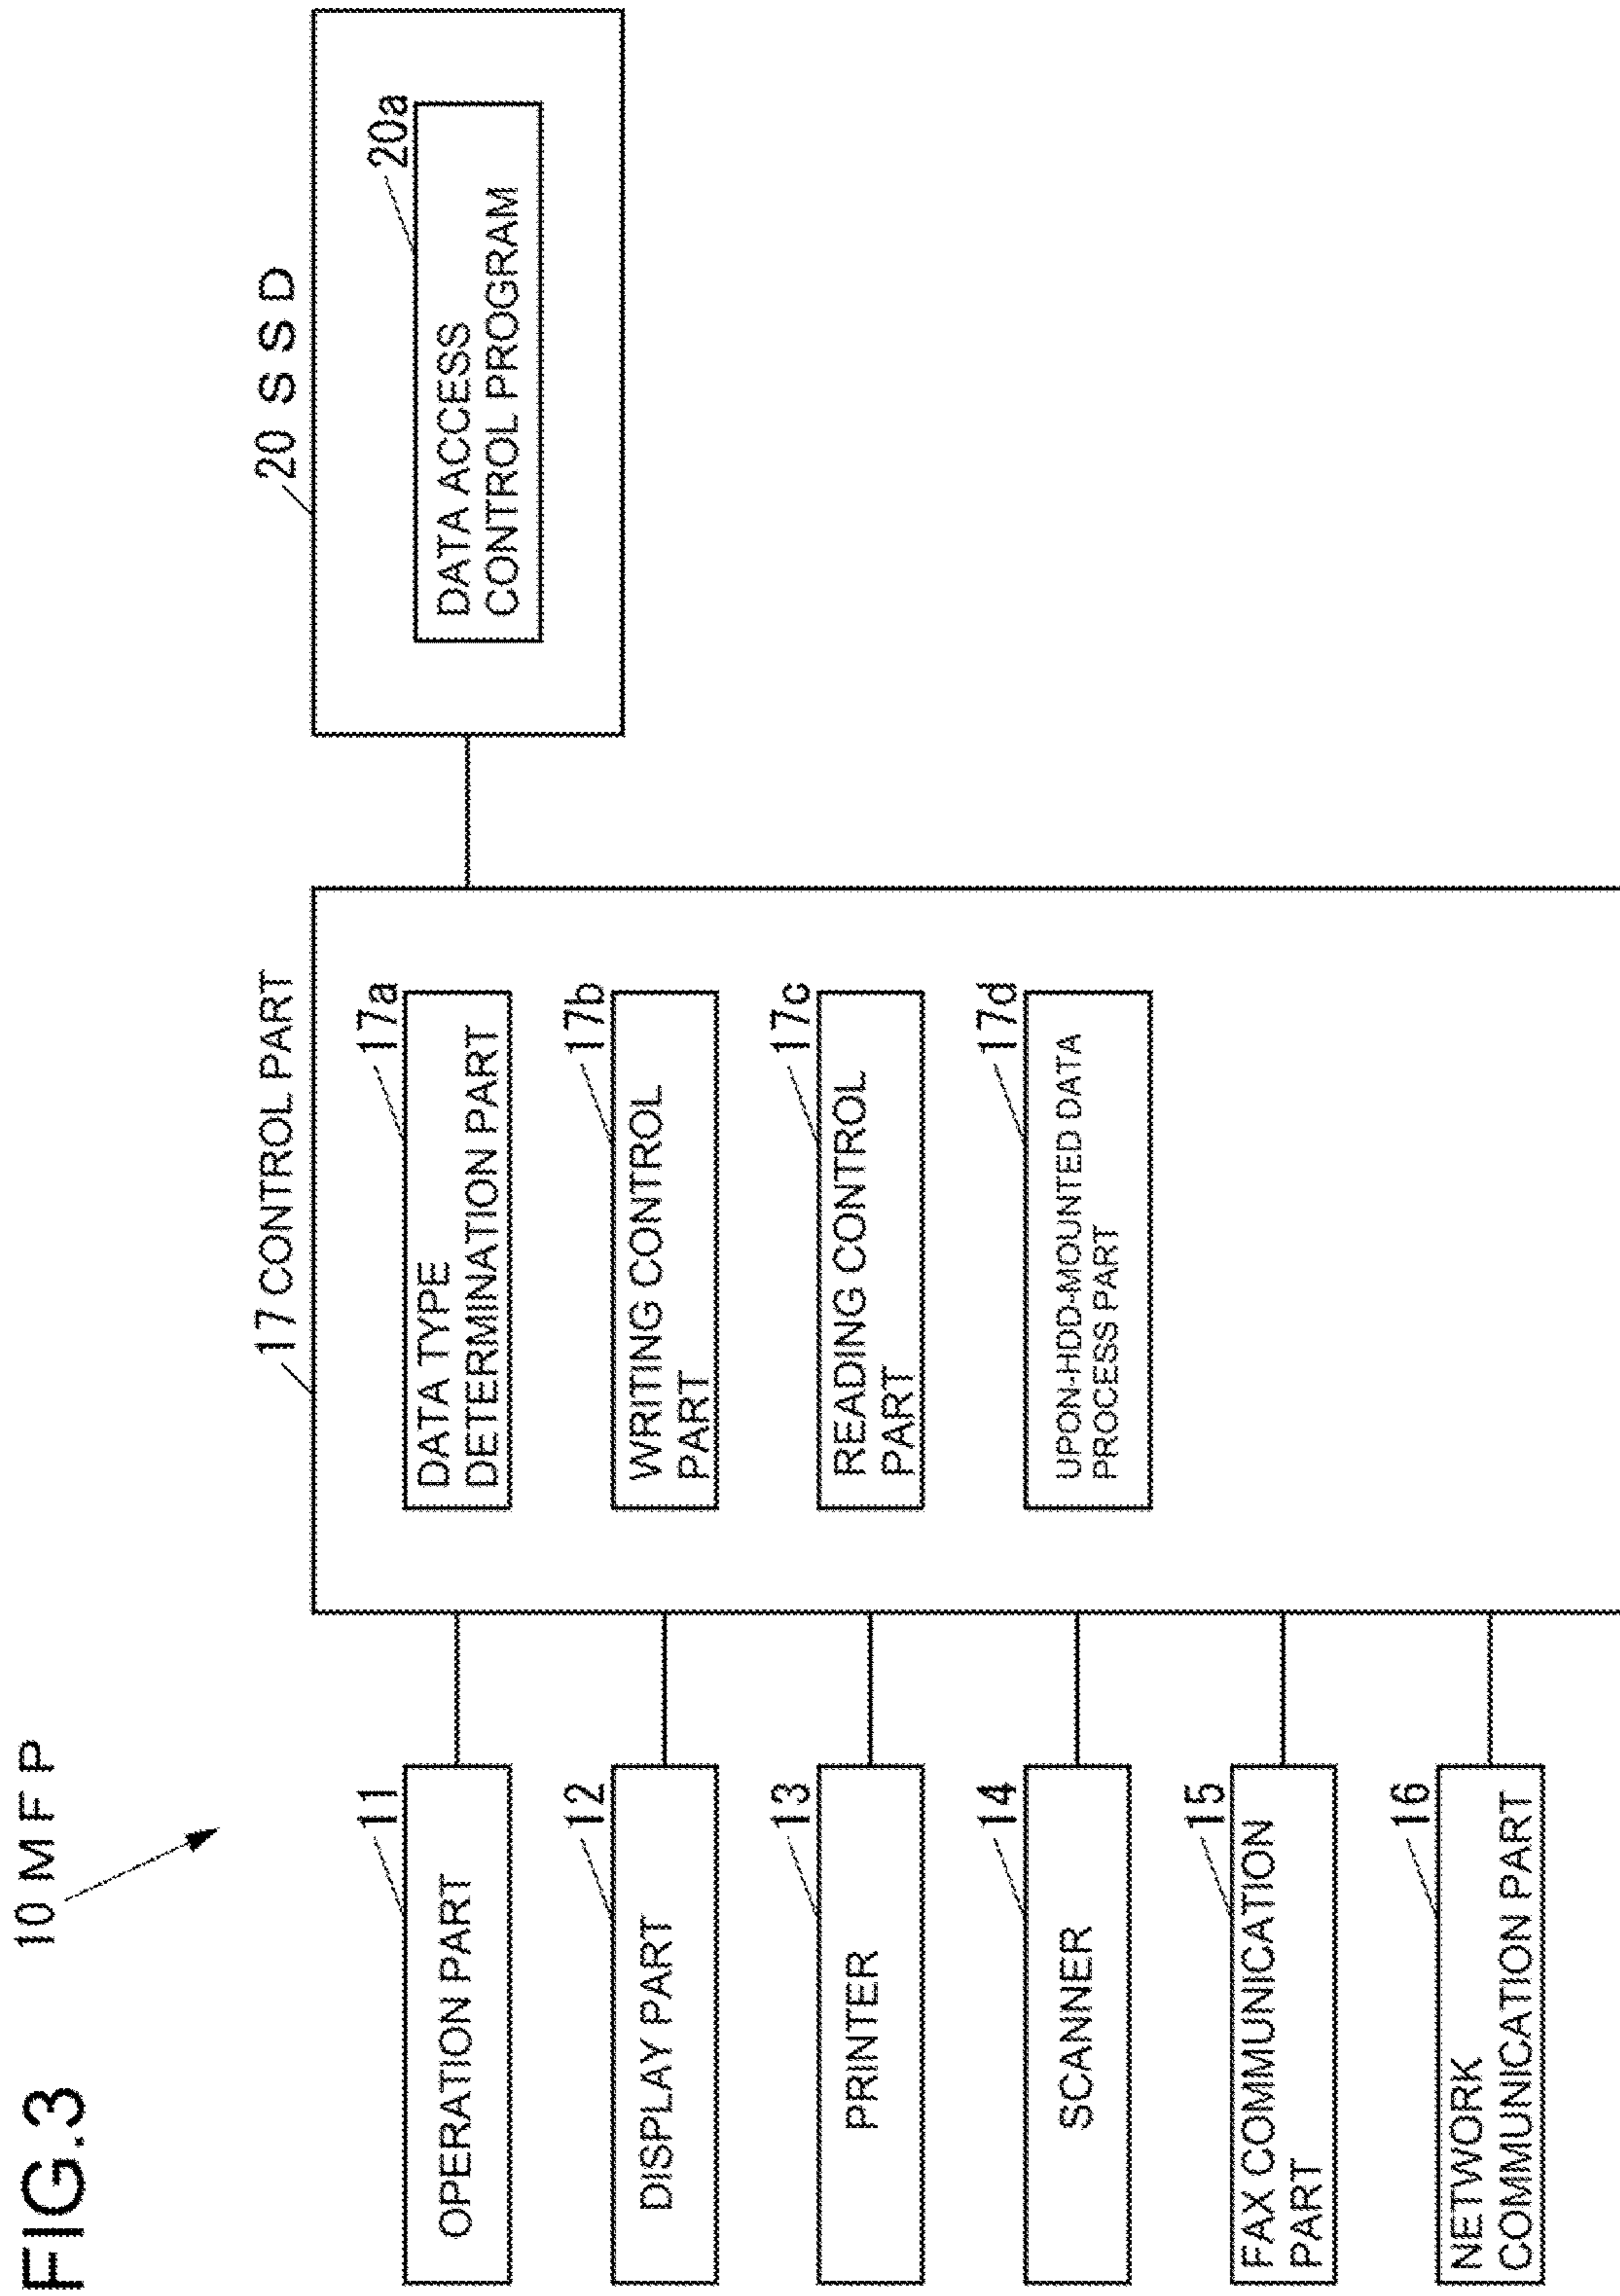 FIG.3
10 MFP
11
OPERATION PART
12
DISPLAY PART
13
PRINTER
14
SCANNER
15
FAX COMMUNICATION
PART
16
NETWORK
COMMUNICATION PART
17 CONTROL PART
17a
DATA TYPE
DETERMINATION PART
17b
WRITING CONTROL
PART
17c
READING CONTROL
PART
17d
UPON-HDD-MOUNTED DATA
PROCESS PART
20 SSD
20a
DATA ACCESS
CONTROL PROGRAM